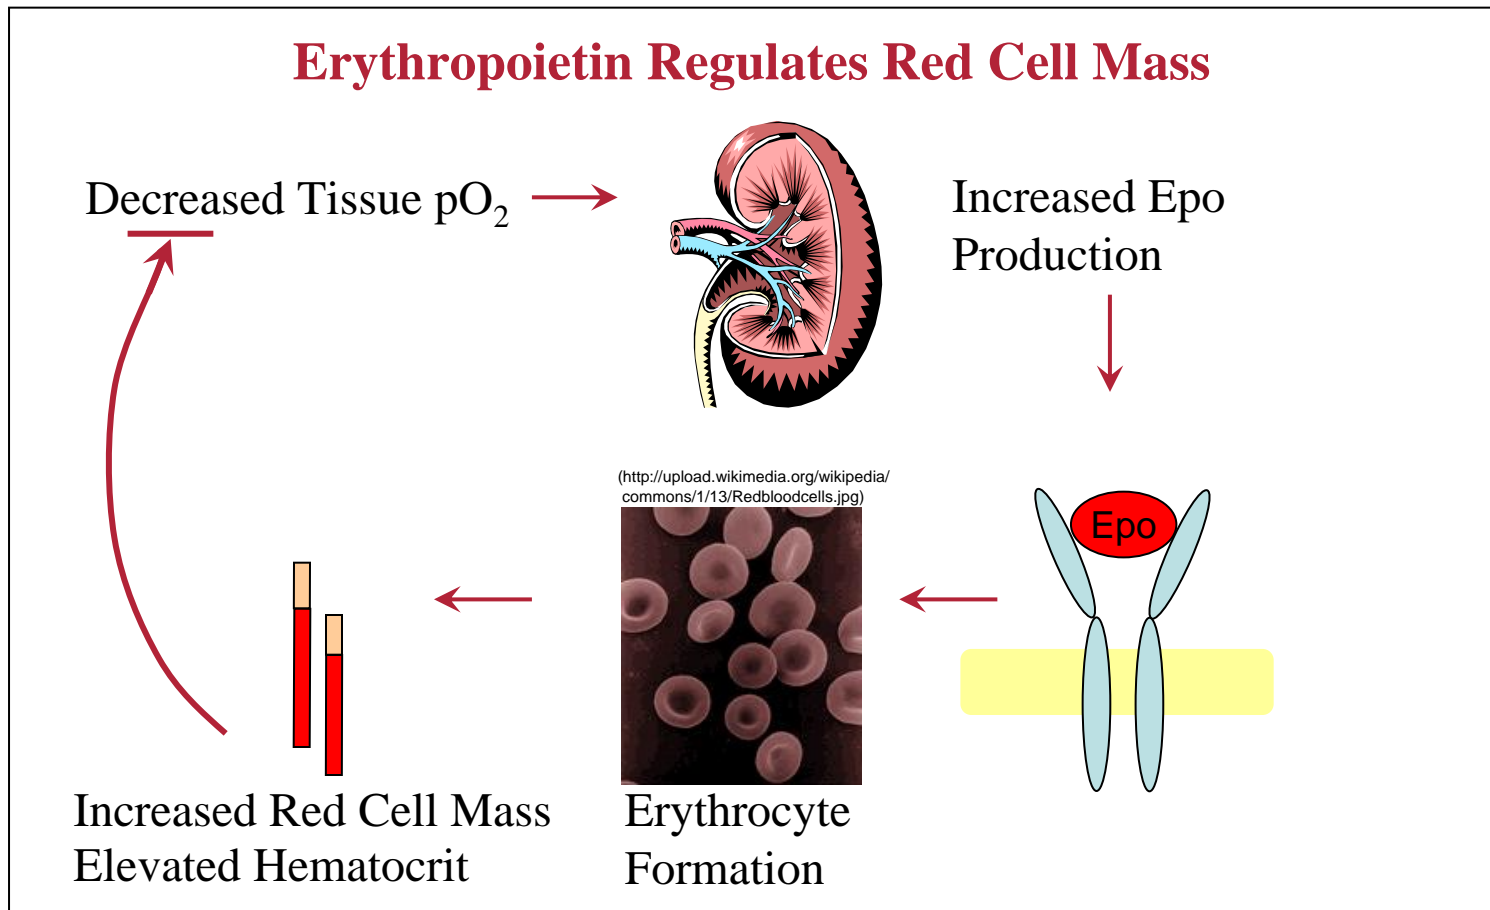 Erythropoietin Regulates Red Cell Mass
Decreased Tissue pO₂
Increased Epo
Production
(http://upload.wikimedia.org/wikipedia/
commons/1/13/Redbloodcells.jpg)
Epo
Increased Red Cell Mass
Elevated Hematocrit
Erythrocyte
Formation